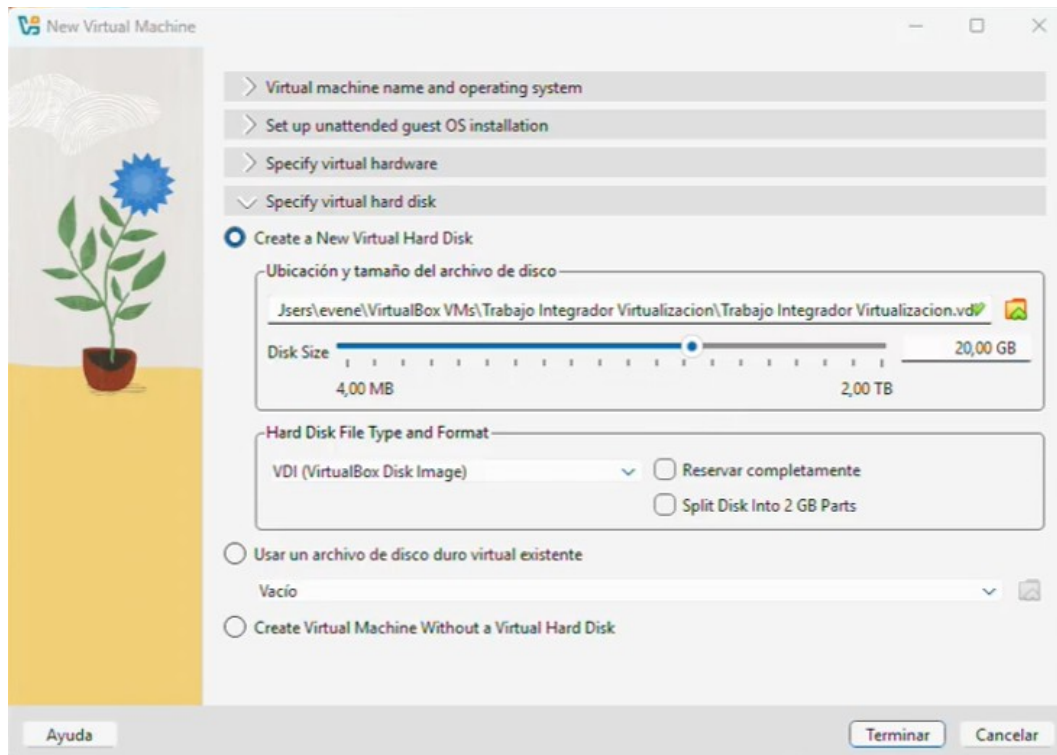 New Virtual Machine
Virtual machine name and operating system
Set up unattended guest OS installation
Specify virtual hardware
Specify virtual hard disk
Create a New Virtual Hard Disk
Ubicación y tamaño del archivo de disco
Jsers\evene\VirtualBox VMs\Trabajo Integrador Virtualizacion\Trabajo Integrador Virtualizacion.vd
Disk Size 20,00 GB
4,00 MB 2,00 TB
Hard Disk File Type and Format
VDI (VirtualBox Disk Image) Reservar completamente
Split Disk Into 2 GB Parts
Usar un archivo de disco duro virtual existente
Vacío
Create Virtual Machine Without a Virtual Hard Disk
Ayuda Terminar Cancelar